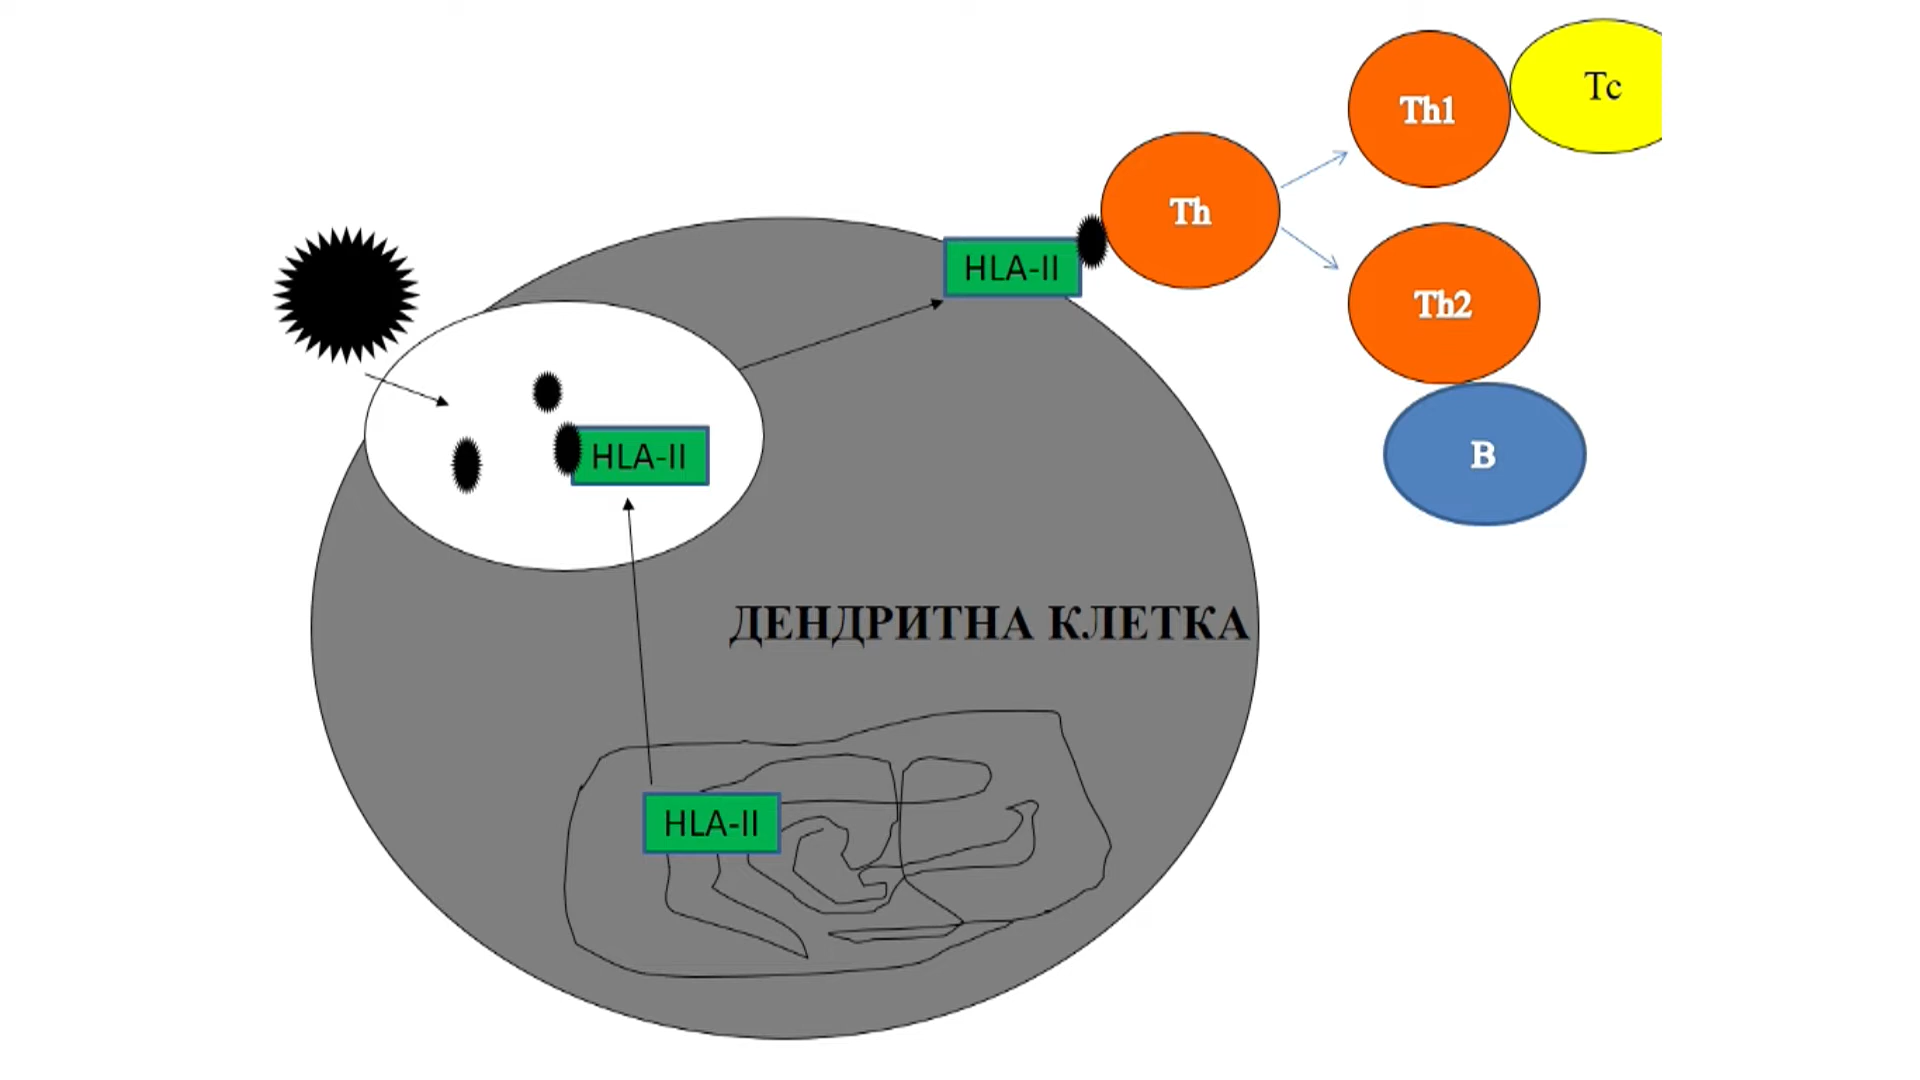 Th1
Tc
Th
HLA-II
Th2
HLA-II
B
ДЕНДРИТНА КЛЕТКА
HLA-II